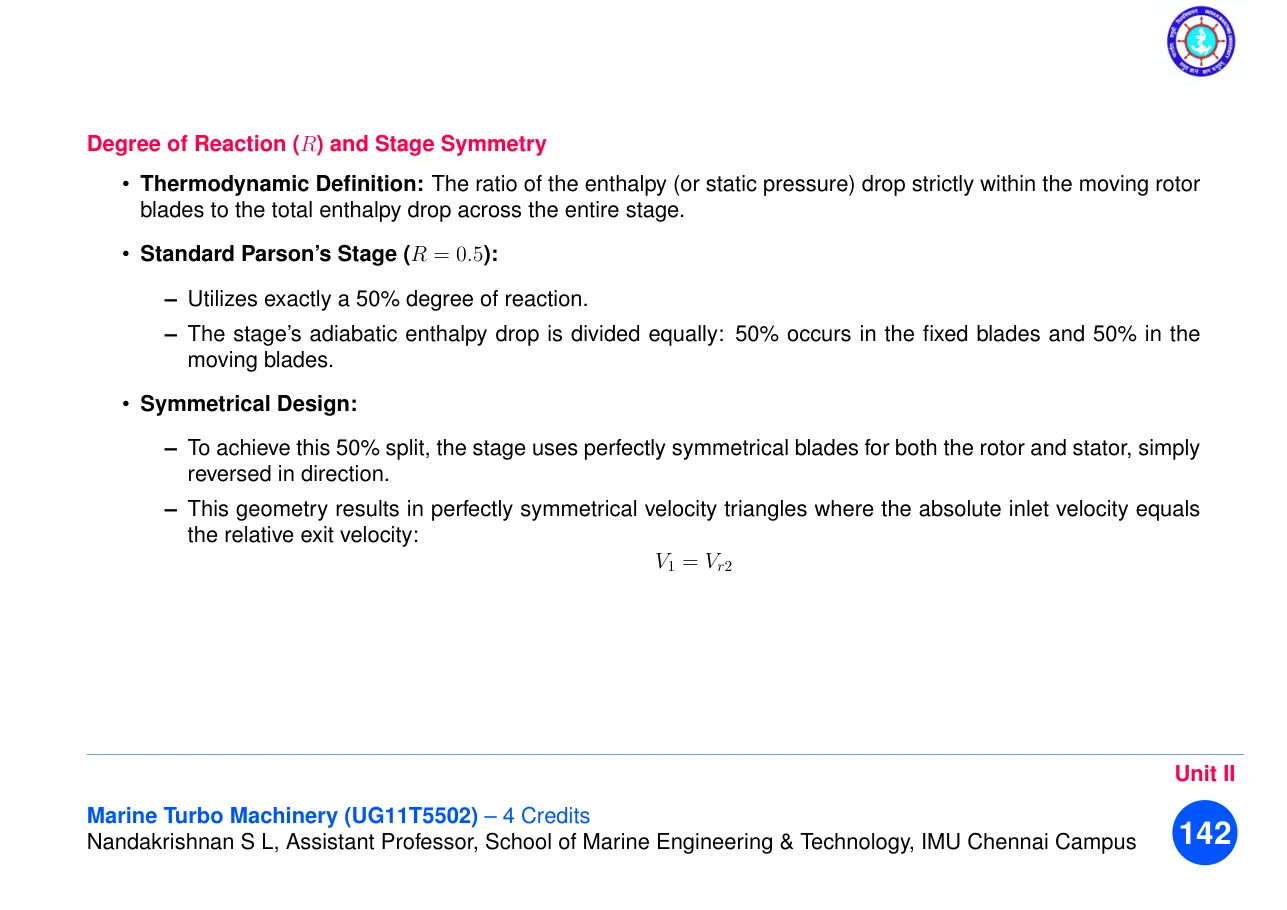 Degree of Reaction (R) and Stage Symmetry
• Thermodynamic Definition: The ratio of the enthalpy (or static pressure) drop strictly within the moving rotor
blades to the total enthalpy drop across the entire stage.
• Standard Parson's Stage (R = 0.5):
– Utilizes exactly a 50% degree of reaction.
– The stage's adiabatic enthalpy drop is divided equally: 50% occurs in the fixed blades and 50% in the
moving blades.
• Symmetrical Design:
– To achieve this 50% split, the stage uses perfectly symmetrical blades for both the rotor and stator, simply
reversed in direction.
– This geometry results in perfectly symmetrical velocity triangles where the absolute inlet velocity equals
the relative exit velocity:
V₁ = Vᵣ₂
Unit II
Marine Turbo Machinery (UG11T5502) – 4 Credits
Nandakrishnan S L, Assistant Professor, School of Marine Engineering & Technology, IMU Chennai Campus
142